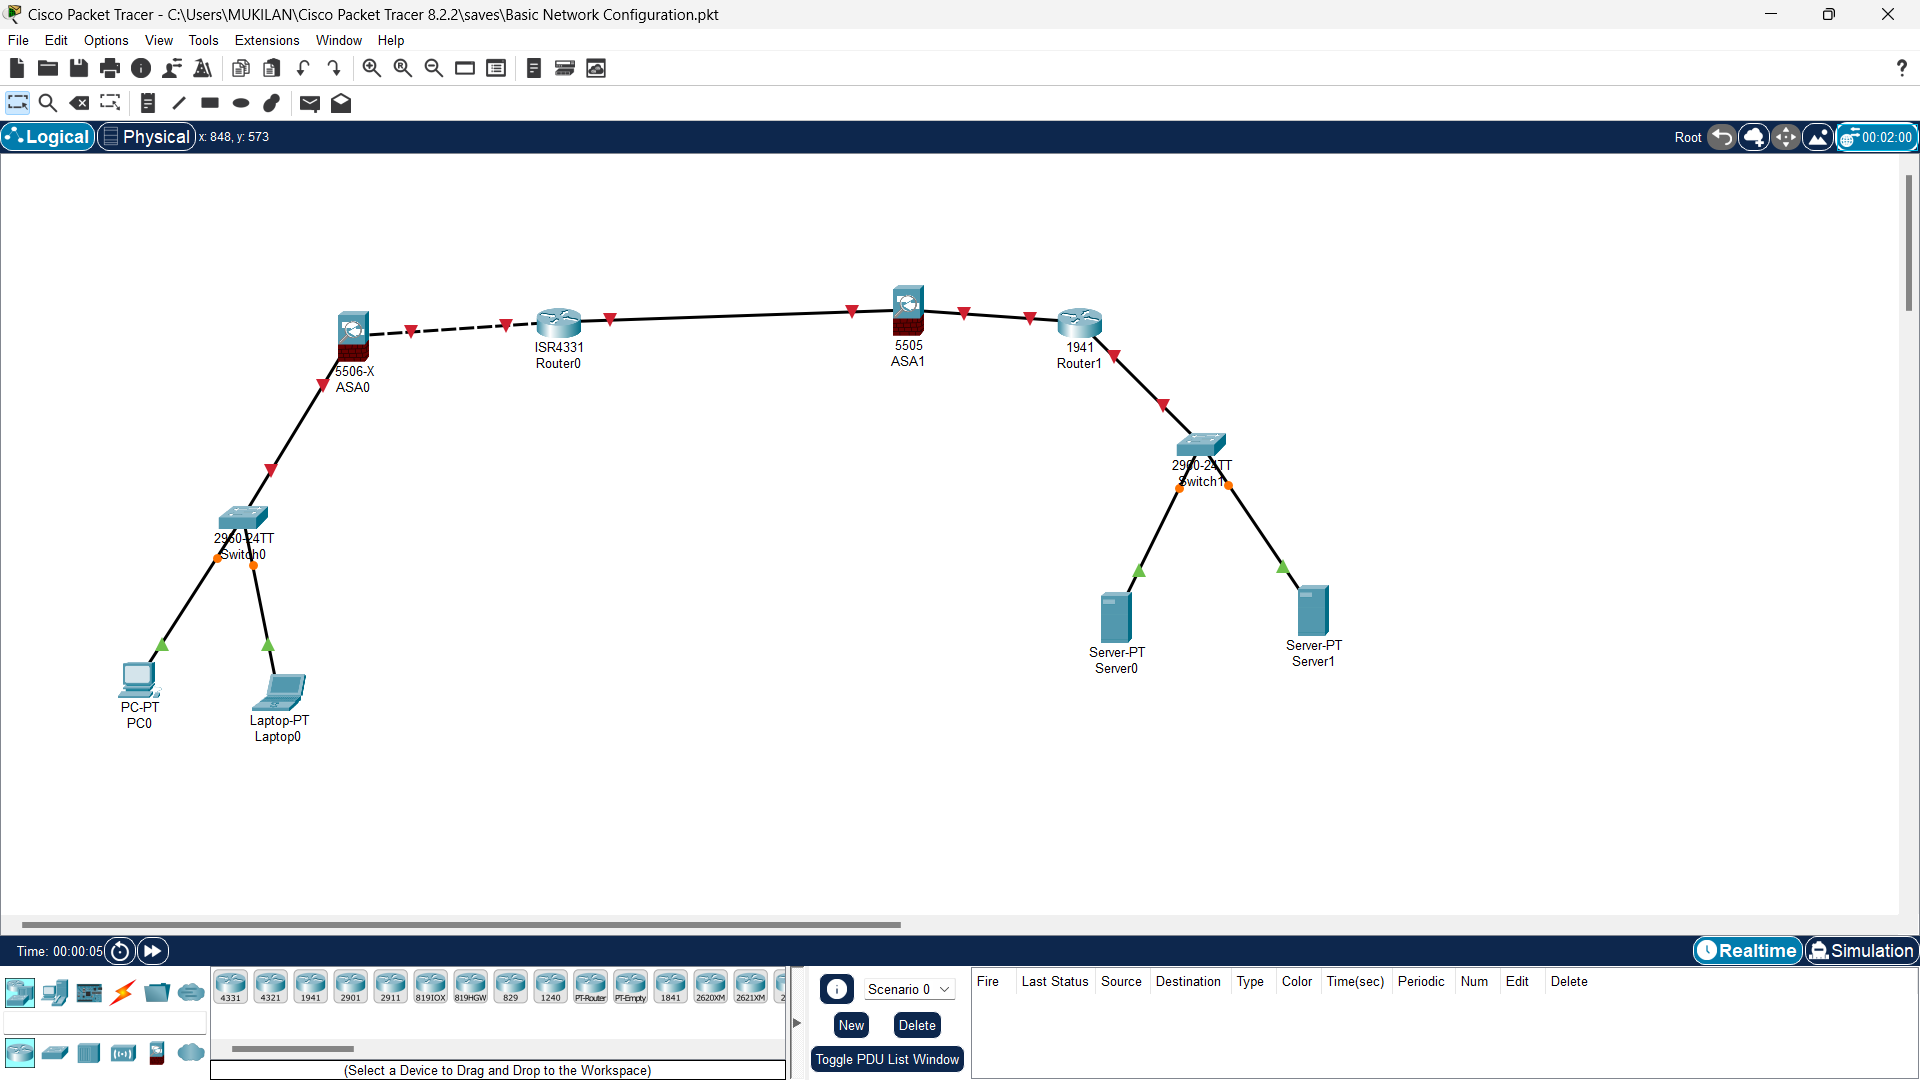 Cisco Packet Tracer - C:\Users\MUKILAN\Cisco Packet Tracer 8.2.2\saves\Basic Network Configuration.pkt
File Edit Options View Tools Extensions Window Help
?
Logical Physical x: 848, y: 573 Root 00:02:00
5506-X
ASA0
ISR4331
Router0
5505
ASA1
1941
Router1
2960-24TT
Switch0
2960-24TT
Switch1
PC-PT
PC0
Laptop-PT
Laptop0
Server-PT
Server0
Server-PT
Server1
Time: 00:00:05 Realtime Simulation
4331 4321 1941 2901 2911 819IOX 819HGW 829 1240 PT-Router PT-Empty 1841 2620XM 2621XM 2
(Select a Device to Drag and Drop to the Workspace)
Scenario 0
New Delete
Toggle PDU List Window
Fire Last Status Source Destination Type Color Time(sec) Periodic Num Edit Delete